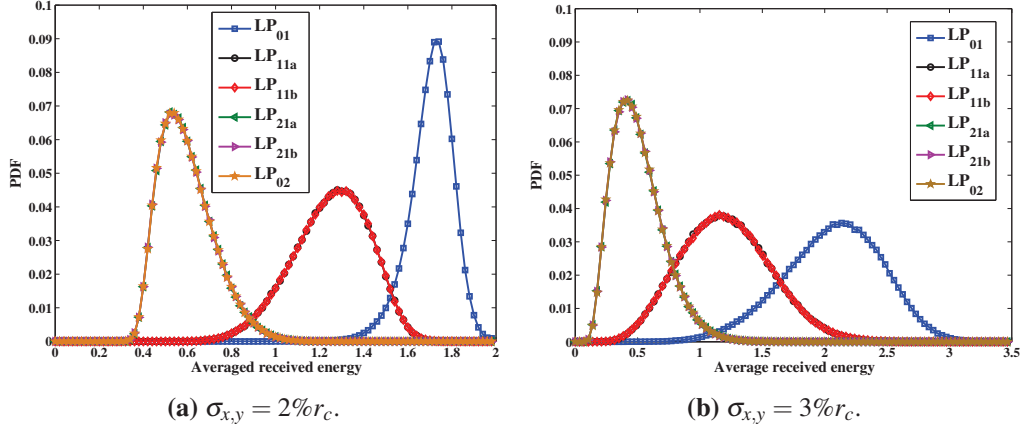 0.1
0.09
0.08
0.07
0.06
0.05
0.04
0.03
0.02
0.01
0
PDF
0 0.2 0.4 0.6 0.8 1 1.2 1.4 1.6 1.8 2
Averaged received energy
LP01
LP11a
LP11b
LP21a
LP21b
LP02
(a) σx,y = 2%rc.
0.1
0.09
0.08
0.07
0.06
0.05
0.04
0.03
0.02
0.01
0
PDF
0 0.5 1 1.5 2 2.5 3 3.5
Average received energy
LP01
LP11a
LP11b
LP21a
LP21b
LP02
(b) σx,y = 3%rc.